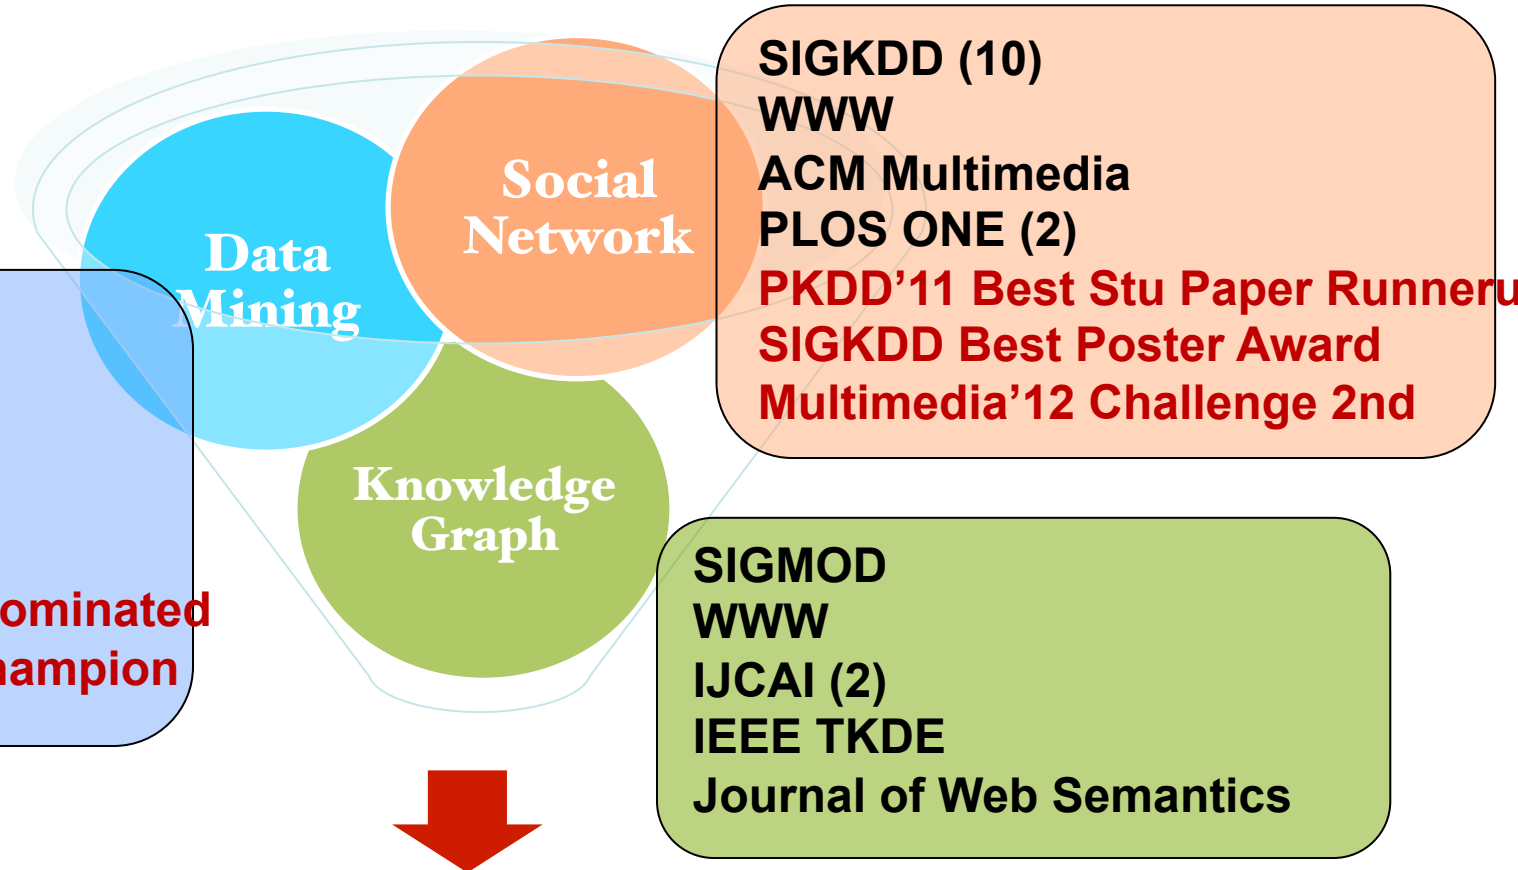 Social
Network
Data
Mining
Knowledge
Graph
SIGKDD (10)
WWW
ACM Multimedia
PLOS ONE (2)
PKDD’11 Best Stu Paper Runneru
SIGKDD Best Poster Award
Multimedia’12 Challenge 2nd
ominated
hampion
SIGMOD
WWW
IJCAI (2)
IEEE TKDE
Journal of Web Semantics